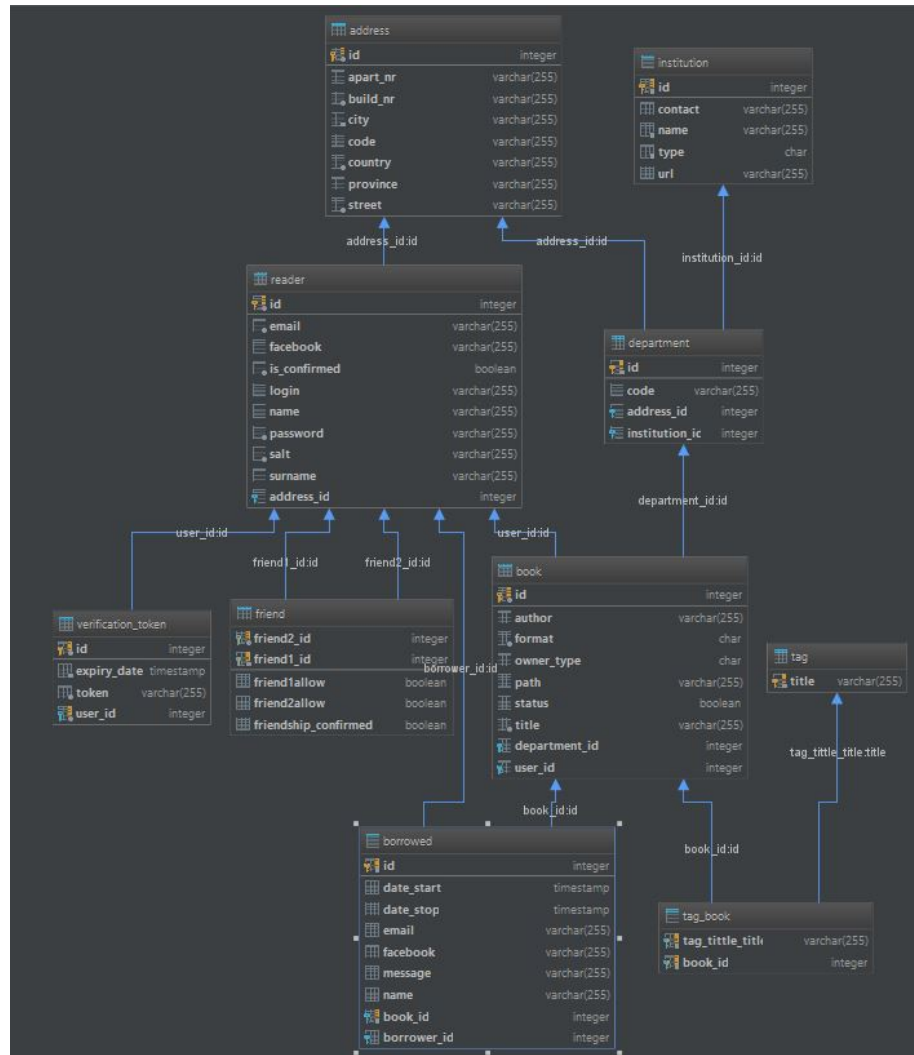 address
id integer
apart_nr varchar(255)
build_nr varchar(255)
city varchar(255)
code varchar(255)
country varchar(255)
province varchar(255)
street varchar(255)
institution
id integer
contact varchar(255)
name varchar(255)
type char
url varchar(255)
address_id:id
address_id:id
institution_id:id
reader
id integer
email varchar(255)
facebook varchar(255)
is_confirmed boolean
login varchar(255)
name varchar(255)
password varchar(255)
salt varchar(255)
surname varchar(255)
address_id integer
department
id integer
code varchar(255)
address_id integer
institution_ic integer
department_id:id
user_id:id
friend1_id:id
friend2_id:id
user_id:id
verification_token
id integer
expiry_date timestamp
token varchar(255)
user_id integer
friend
friend2_id integer
friend1_id integer
friend1allow boolean
friend2allow boolean
friendship_confirmed boolean
borrower_id:id
book
id integer
author varchar(255)
format char
owner_type char
path varchar(255)
status boolean
title varchar(255)
department_id integer
user_id integer
tag
title varchar(255)
tag_tittle_title:title
book_id:id
book_id:id
borrowed
id integer
date_start timestamp
date_stop timestamp
email varchar(255)
facebook varchar(255)
message varchar(255)
name varchar(255)
book_id integer
borrower_id integer
tag_book
tag_tittle_title varchar(255)
book_id integer